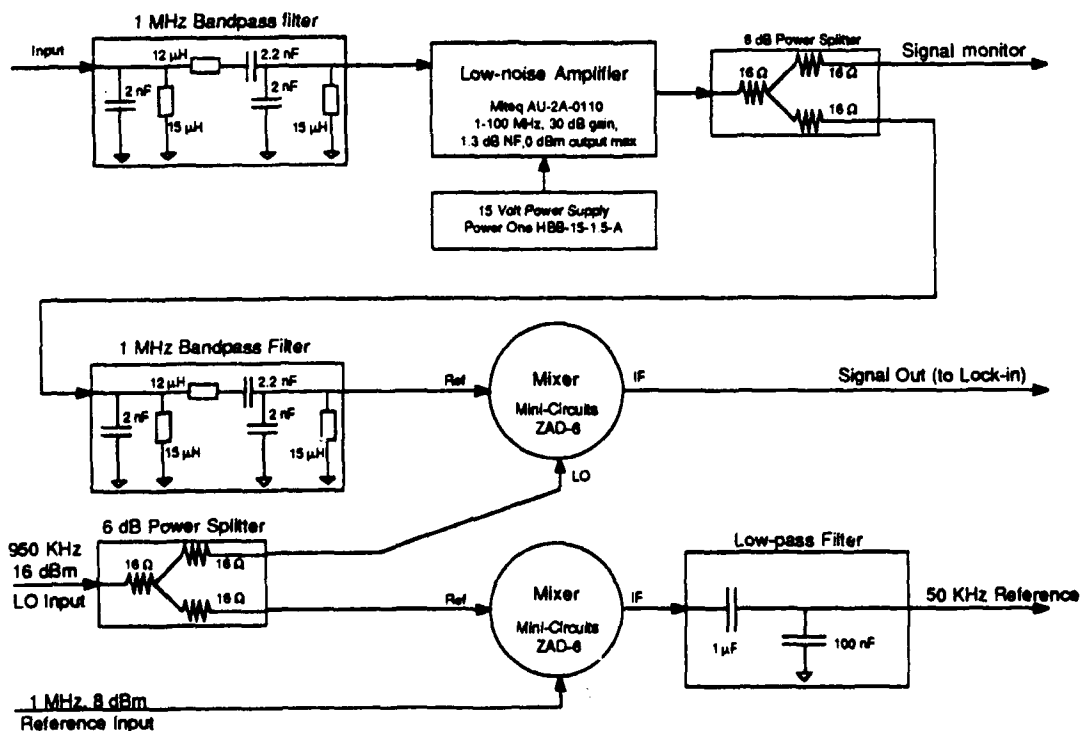 1 MHz Bandpass filter
Input
12 µH
2.2 nF
2 nF
15 µH
2 nF
15 µH
Low-noise Amplifier
Miteq AU-2A-0110
1-100 MHz, 30 dB gain,
1.3 dB NF,0 dBm output max
15 Volt Power Supply
Power One HBB-15-1.5-A
6 dB Power Splitter
16 Ω
16 Ω
16 Ω
Signal monitor
1 MHz Bandpass Filter
12 µH
2.2 nF
2 nF
15 µH
2 nF
15 µH
Ref
Mixer
Mini-Circuits
ZAD-6
IF
LO
Signal Out (to Lock-in)
6 dB Power Splitter
950 KHz
16 dBm
LO Input
16 Ω
16 Ω
16 Ω
Ref
Mixer
Mini-Circuits
ZAD-6
IF
Low-pass Filter
1 µF
100 nF
50 KHz Reference
1 MHz, 8 dBm
Reference Input